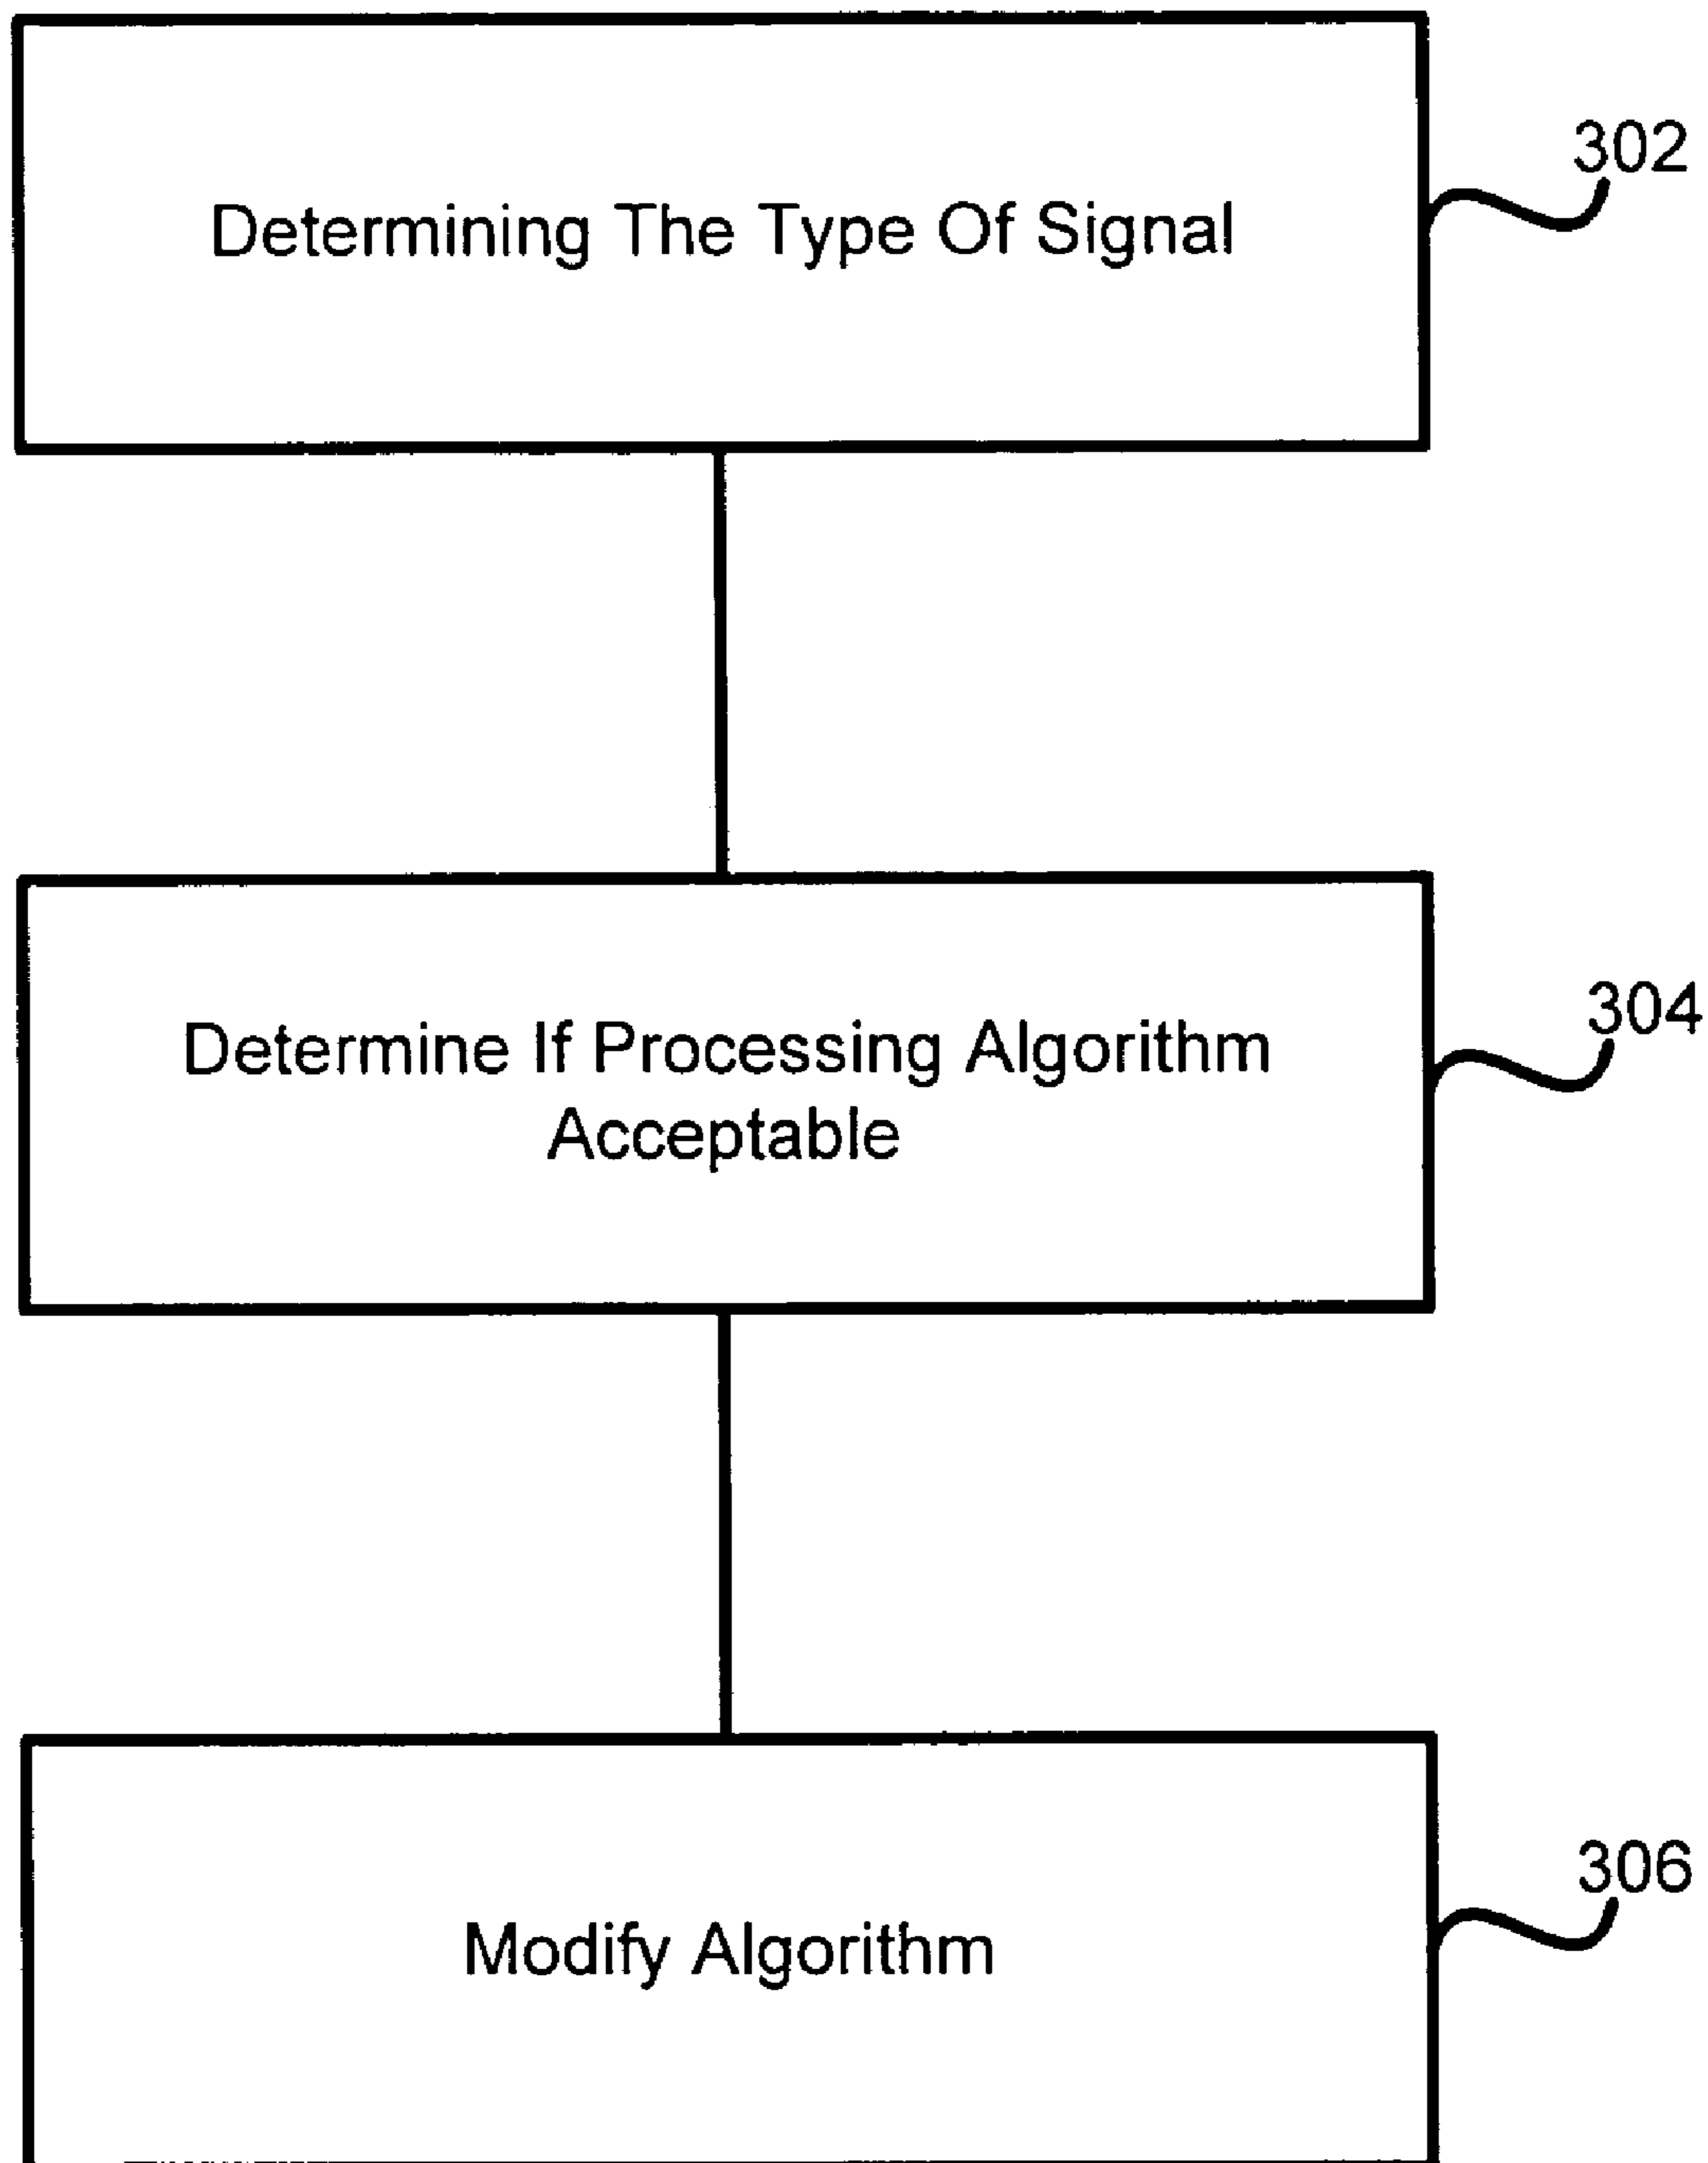 302
Determining The Type Of Signal
304
Determine If Processing Algorithm
Acceptable
306
Modify Algorithm